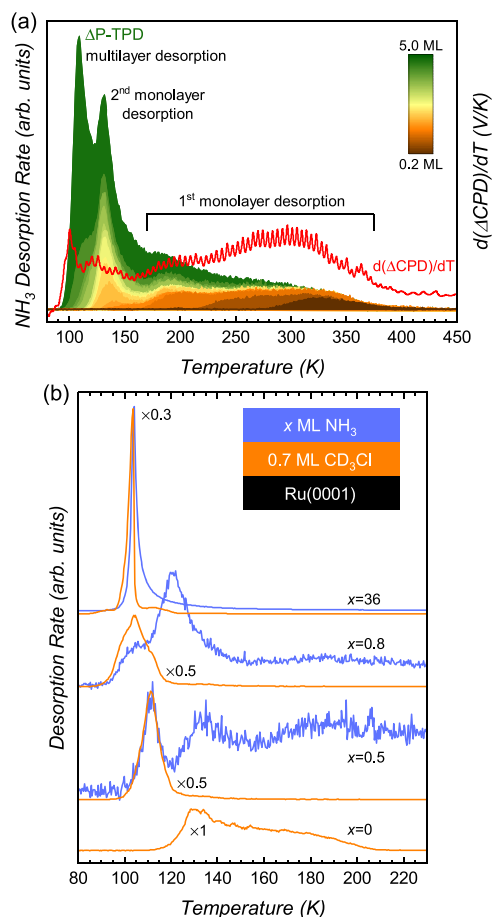 (a)
ΔP-TPD
multilayer desorption
2nd monolayer
desorption
1st monolayer desorption
5.0 ML
0.2 ML
d(ΔCPD)/dT
NH3 Desorption Rate (arb. units)
d(ΔCPD)/dT (V/K)
100 150 200 250 300 350 400 450
Temperature (K)
(b)
×0.3
x ML NH3
0.7 ML CD3Cl
Ru(0001)
x=36
x=0.8
×0.5
x=0.5
×0.5
x=0
×1
Desorption Rate (arb. units)
80 100 120 140 160 180 200 220
Temperature (K)